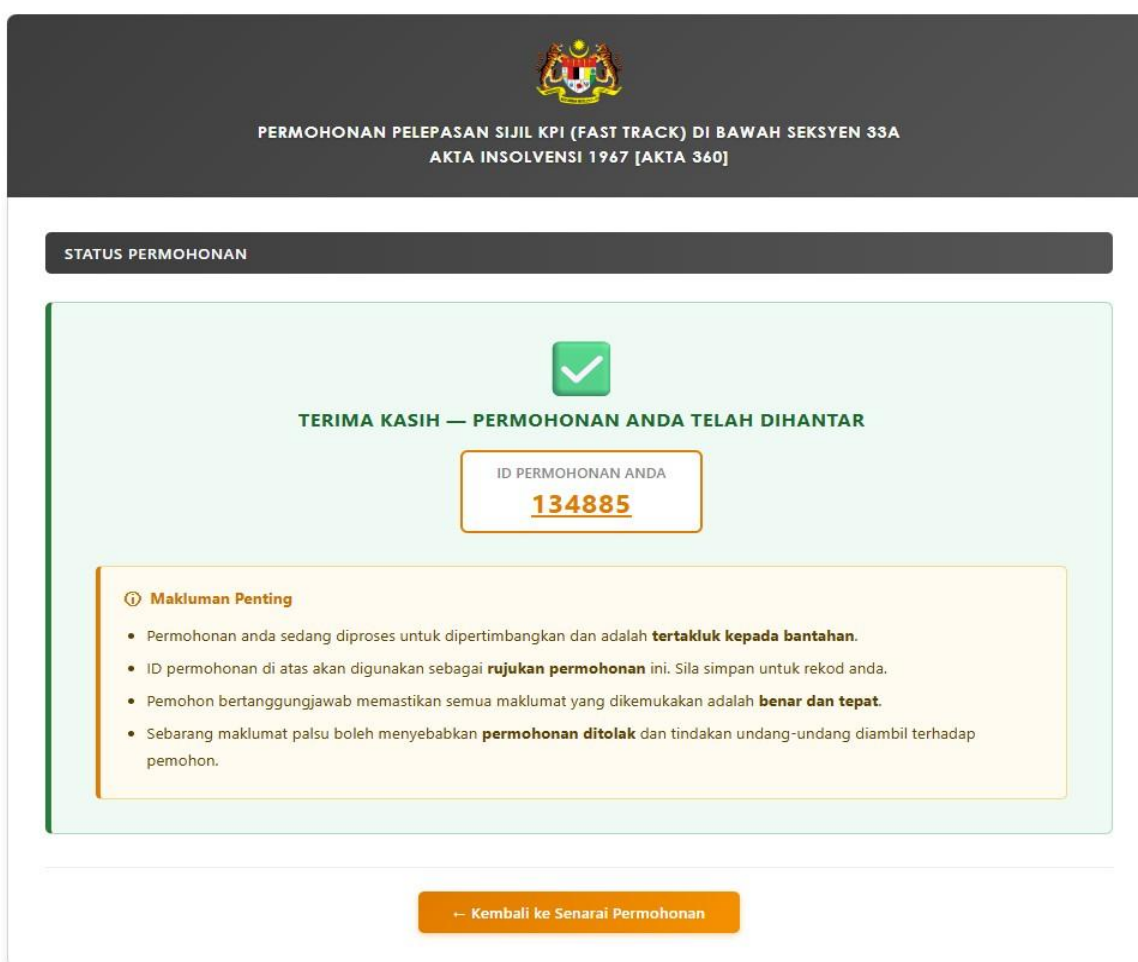 PERMOHONAN PELEPASAN SIJIL KPI (FAST TRACK) DI BAWAH SEKSYEN 33A
AKTA INSOLVENSI 1967 [AKTA 360]
STATUS PERMOHONAN
TERIMA KASIH — PERMOHONAN ANDA TELAH DIHANTAR
ID PERMOHONAN ANDA
134885
Makluman Penting
• Permohonan anda sedang diproses untuk dipertimbangkan dan adalah tertakluk kepada bantahan.
• ID permohonan di atas akan digunakan sebagai rujukan permohonan ini. Sila simpan untuk rekod anda.
• Pemohon bertanggungjawab memastikan semua maklumat yang dikemukakan adalah benar dan tepat.
• Sebarang maklumat palsu boleh menyebabkan permohonan ditolak dan tindakan undang-undang diambil terhadap
pemohon.
← Kembali ke Senarai Permohonan